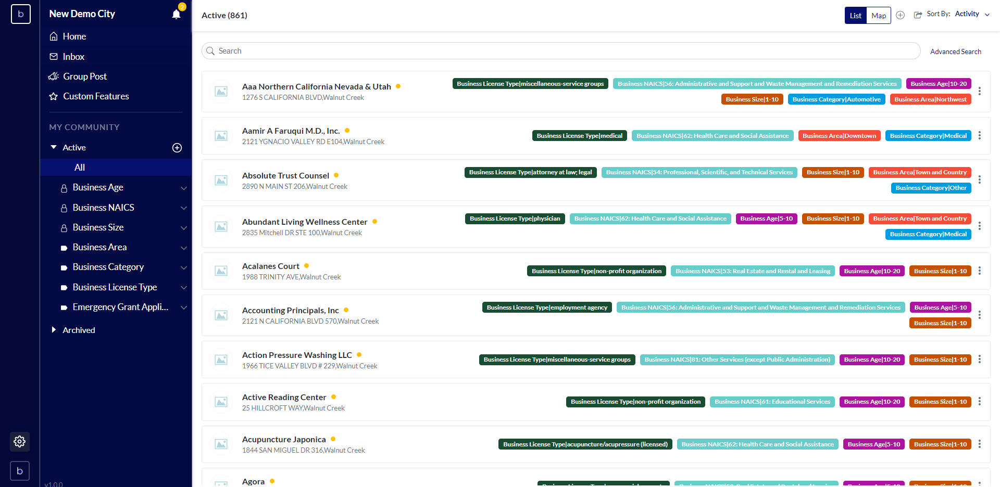 b
New Demo City
2
Home
Inbox
Group Post
Custom Features
MY COMMUNITY
Active
All
Business Age
Business NAICS
Business Size
Business Area
Business Category
Business License Type
Emergency Grant Appli...
Archived
b
v1.0.0
Active (861)
List
Map
Sort By: Activity
Search
Advanced Search
Aaa Northern California Nevada & Utah
1276 S CALIFORNIA BLVD,Walnut Creek
Business License Type|miscellaneous-service groups Business NAICS|56: Administrative and Support and Waste Management and Remediation Services Business Age|10-20
Business Size|1-10 Business Category|Automotive Business Area|Northwest
Aamir A Faruqui M.D., Inc.
2121 YGNACIO VALLEY RD E104,Walnut Creek
Business License Type|medical Business NAICS|62: Health Care and Social Assistance Business Area|Downtown Business Category|Medical
Absolute Trust Counsel
2890 N MAIN ST 206,Walnut Creek
Business License Type|attorney at law; legal Business NAICS|54: Professional, Scientific, and Technical Services Business Size|1-10 Business Area|Town and Country
Business Category|Other
Abundant Living Wellness Center
2835 Mitchell DR STE 100,Walnut Creek
Business License Type|physician Business NAICS|62: Health Care and Social Assistance Business Age|5-10 Business Size|1-10 Business Area|Town and Country
Business Category|Medical
Acalanes Court
1988 TRINITY AVE,Walnut Creek
Business License Type|non-profit organization Business NAICS|53: Real Estate and Rental and Leasing Business Age|10-20 Business Size|1-10
Accounting Principals, Inc
2121 N CALIFORNIA BLVD 570,Walnut Creek
Business License Type|employment agency Business NAICS|56: Administrative and Support and Waste Management and Remediation Services Business Age|5-10
Business Size|1-10
Action Pressure Washing LLC
1966 TICE VALLEY BLVD # 229,Walnut Creek
Business License Type|miscellaneous-service groups Business NAICS|81: Other Services (except Public Administration) Business Age|10-20 Business Size|1-10
Active Reading Center
25 HILLCROFT WAY,Walnut Creek
Business License Type|non-profit organization Business NAICS|61: Educational Services Business Age|10-20 Business Size|1-10
Acupuncture Japonica
1844 SAN MIGUEL DR 316,Walnut Creek
Business License Type|acupuncture/acupressure (licensed) Business NAICS|62: Health Care and Social Assistance Business Age|5-10 Business Size|1-10
Agora